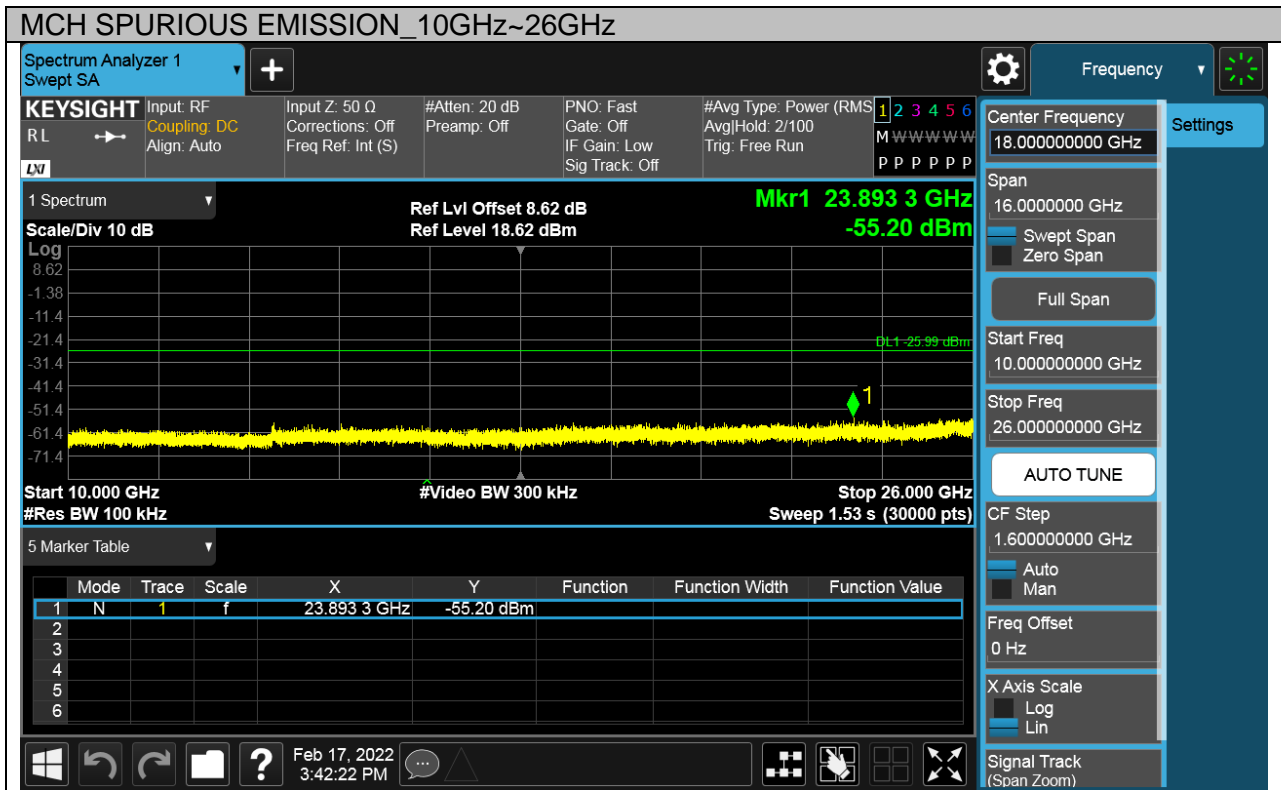 MCH SPURIOUS EMISSION_10GHz~26GHz
Spectrum Analyzer 1
Swept SA
+
Frequency
KEYSIGHT
RL
LXI
Input: RF
Coupling: DC
Align: Auto
Input Z: 50 Ω
Corrections: Off
Freq Ref: Int (S)
#Atten: 20 dB
Preamp: Off
PNO: Fast
Gate: Off
IF Gain: Low
Sig Track: Off
#Avg Type: Power (RMS
Avg|Hold: 2/100
Trig: Free Run
1 2 3 4 5 6
M W W W W W
P P P P P P
1 Spectrum
Scale/Div 10 dB
Ref Lvl Offset 8.62 dB
Ref Level 18.62 dBm
Mkr1 23.893 3 GHz
-55.20 dBm
Log
8.62
-1.38
-11.4
-21.4
-31.4
-41.4
-51.4
-61.4
-71.4
DL1 -25.99 dBm
1
Start 10.000 GHz
#Video BW 300 kHz
Stop 26.000 GHz
#Res BW 100 kHz
Sweep 1.53 s (30000 pts)
5 Marker Table
Mode Trace Scale X Y Function Function Width Function Value
1 N 1 f 23.893 3 GHz -55.20 dBm
2
3
4
5
6
?
Feb 17, 2022
3:42:22 PM
Center Frequency
18.000000000 GHz
Settings
Span
16.0000000 GHz
Swept Span
Zero Span
Full Span
Start Freq
10.000000000 GHz
Stop Freq
26.000000000 GHz
AUTO TUNE
CF Step
1.600000000 GHz
Auto
Man
Freq Offset
0 Hz
X Axis Scale
Log
Lin
Signal Track
(Span Zoom)